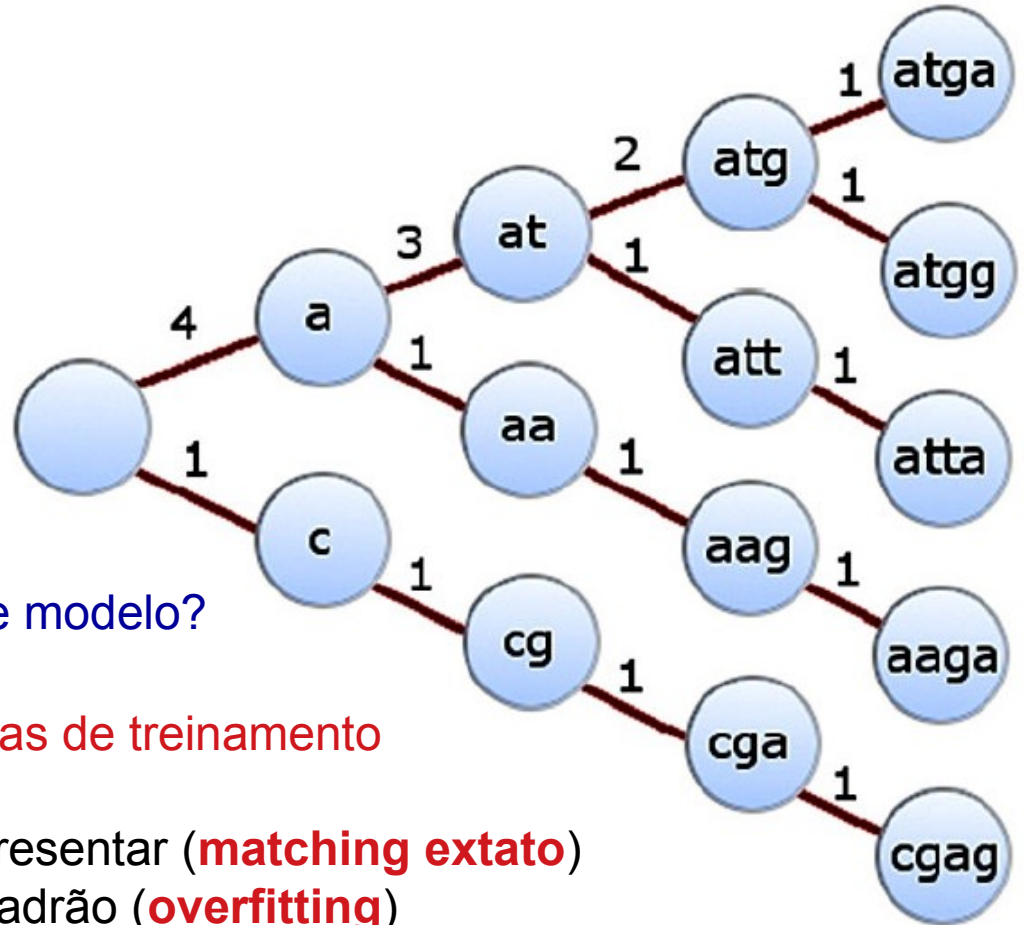 1 atga
2 atg 1
3 at 1 atgg
4 a 1 att 1
aa 1 atta
1 c 1 aag 1
e modelo? cg 1 aaga
as de treinamento cga 1
resentar (matching extato) cgag
adrão (overfitting)